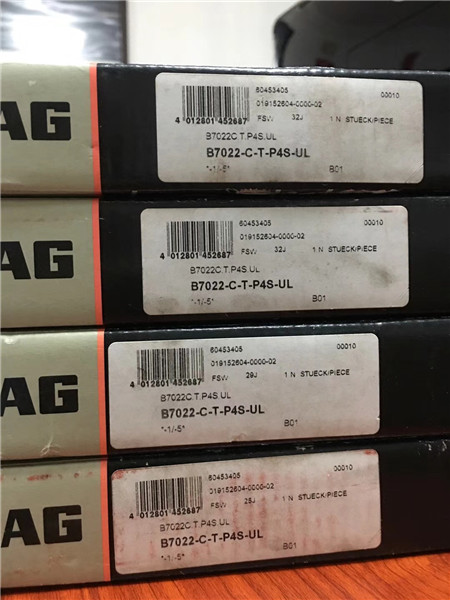 AG
60453405 00010
019152604-0000-02
4 012801 452687 FSW 32J 1 N STUECK/PIECE
B7022C.T.P4S.UL
B7022-C-T-P4S-UL
"-1/-5" B01
AG
60453405 00010
019152604-0000-02
4 012801 452687 FSW 32J 1 N STUECK/PIECE
B7022C.T.P4S.UL
B7022-C-T-P4S-UL
"-1/-5" B01
AG
60453405 00010
019152604-0000-02
4 012801 452687 FSW 29J 1 N STUECK/PIECE
B7022C.T.P4S.UL
B7022-C-T-P4S-UL
"-1/-5" B01
AG
60453405 00010
019152604-0000-02
4 012801 452687 FSW 28J 1 N STUECK/PIECE
B7022C.T.P4S.UL
B7022-C-T-P4S-UL
"-1/-5" B01